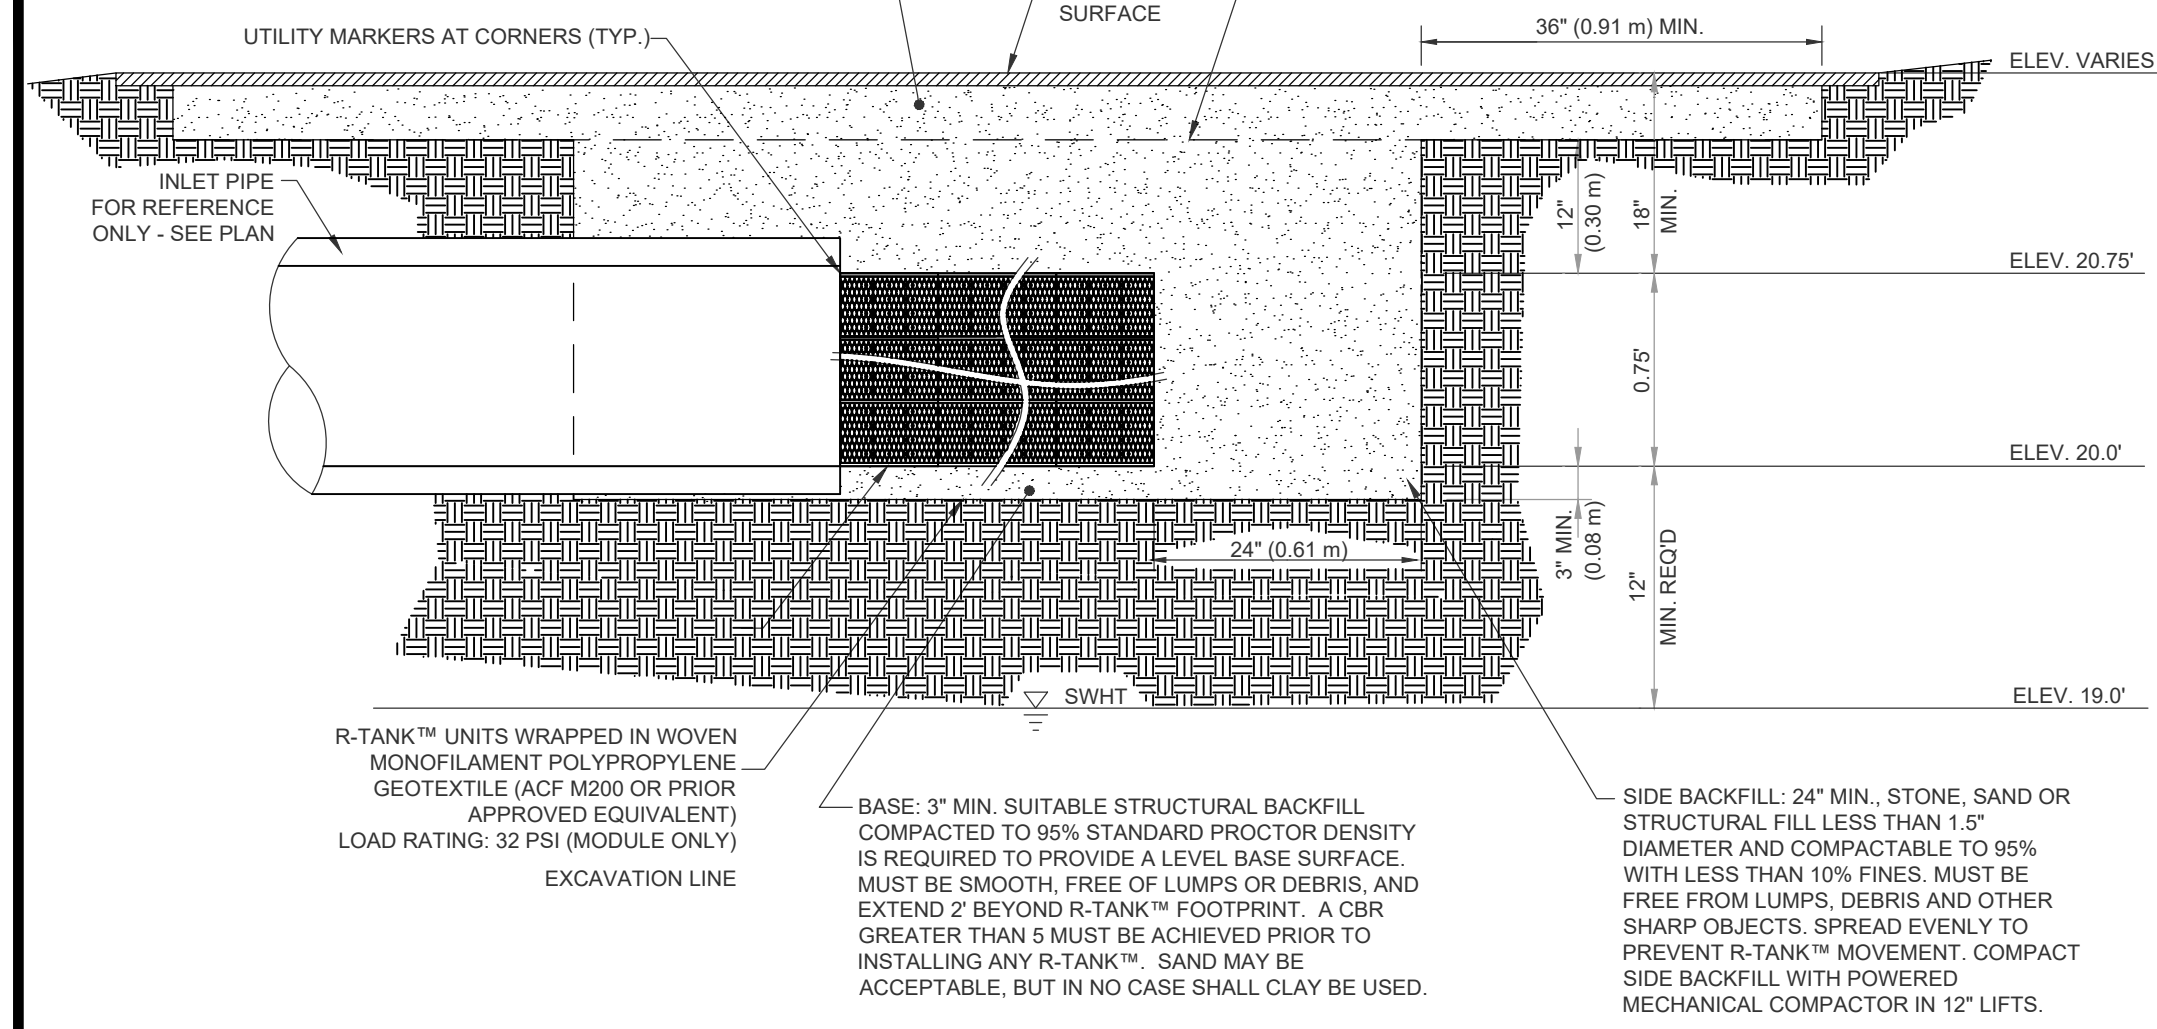 SURFACE
UTILITY MARKERS AT CORNERS (TYP.)
36" (0.91 m) MIN.
ELEV. VARIES
INLET PIPE
FOR REFERENCE
ONLY - SEE PLAN
12"
(0.30 m)
18"
MIN.
ELEV. 20.75'
0.75'
ELEV. 20.0'
3" MIN.
(0.08 m)
12"
MIN. REQ'D
24" (0.61 m)
SWHT
ELEV. 19.0'
R-TANK™ UNITS WRAPPED IN WOVEN
MONOFILAMENT POLYPROPYLENE
GEOTEXTILE (ACF M200 OR PRIOR
APPROVED EQUIVALENT)
LOAD RATING: 32 PSI (MODULE ONLY)
EXCAVATION LINE
BASE: 3" MIN. SUITABLE STRUCTURAL BACKFILL
COMPACTED TO 95% STANDARD PROCTOR DENSITY
IS REQUIRED TO PROVIDE A LEVEL BASE SURFACE.
MUST BE SMOOTH, FREE OF LUMPS OR DEBRIS, AND
EXTEND 2' BEYOND R-TANK™ FOOTPRINT. A CBR
GREATER THAN 5 MUST BE ACHIEVED PRIOR TO
INSTALLING ANY R-TANK™. SAND MAY BE
ACCEPTABLE, BUT IN NO CASE SHALL CLAY BE USED.
SIDE BACKFILL: 24" MIN., STONE, SAND OR
STRUCTURAL FILL LESS THAN 1.5"
DIAMETER AND COMPACTABLE TO 95%
WITH LESS THAN 10% FINES. MUST BE
FREE FROM LUMPS, DEBRIS AND OTHER
SHARP OBJECTS. SPREAD EVENLY TO
PREVENT R-TANK™ MOVEMENT. COMPACT
SIDE BACKFILL WITH POWERED
MECHANICAL COMPACTOR IN 12" LIFTS.